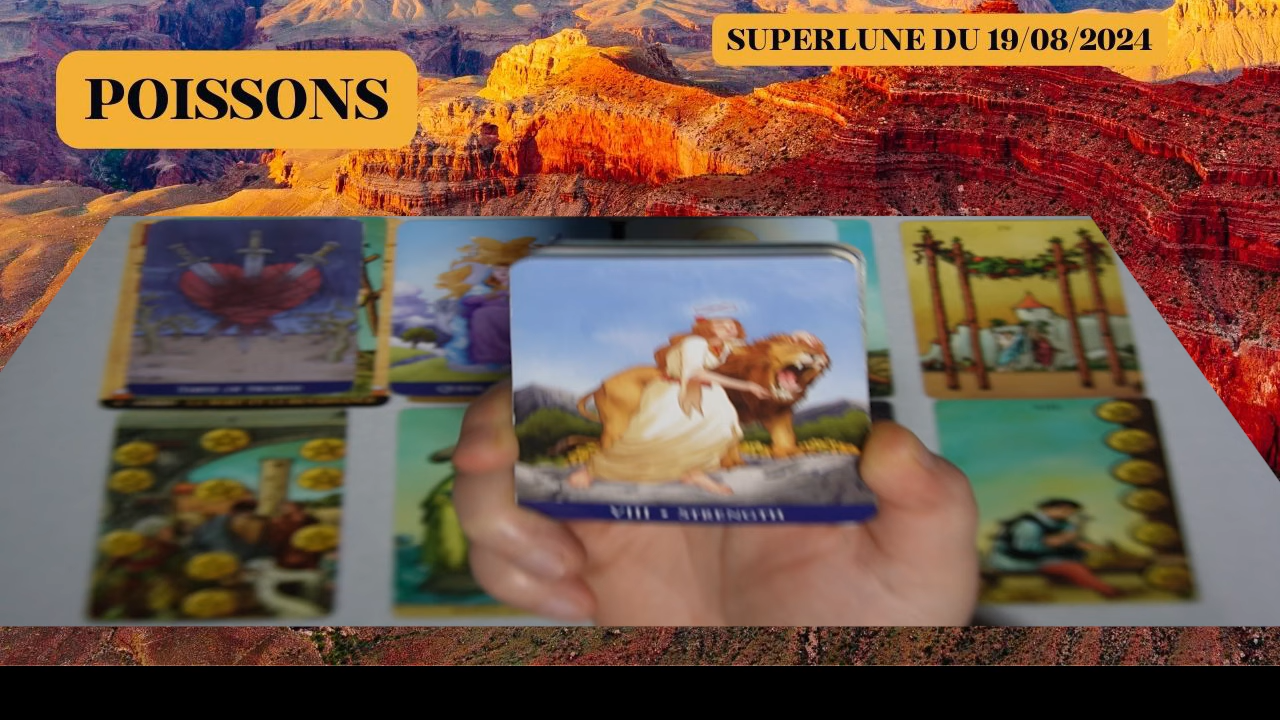 SUPERLUNE DU 19/08/2024
POISSONS
VIII • STRENGTH